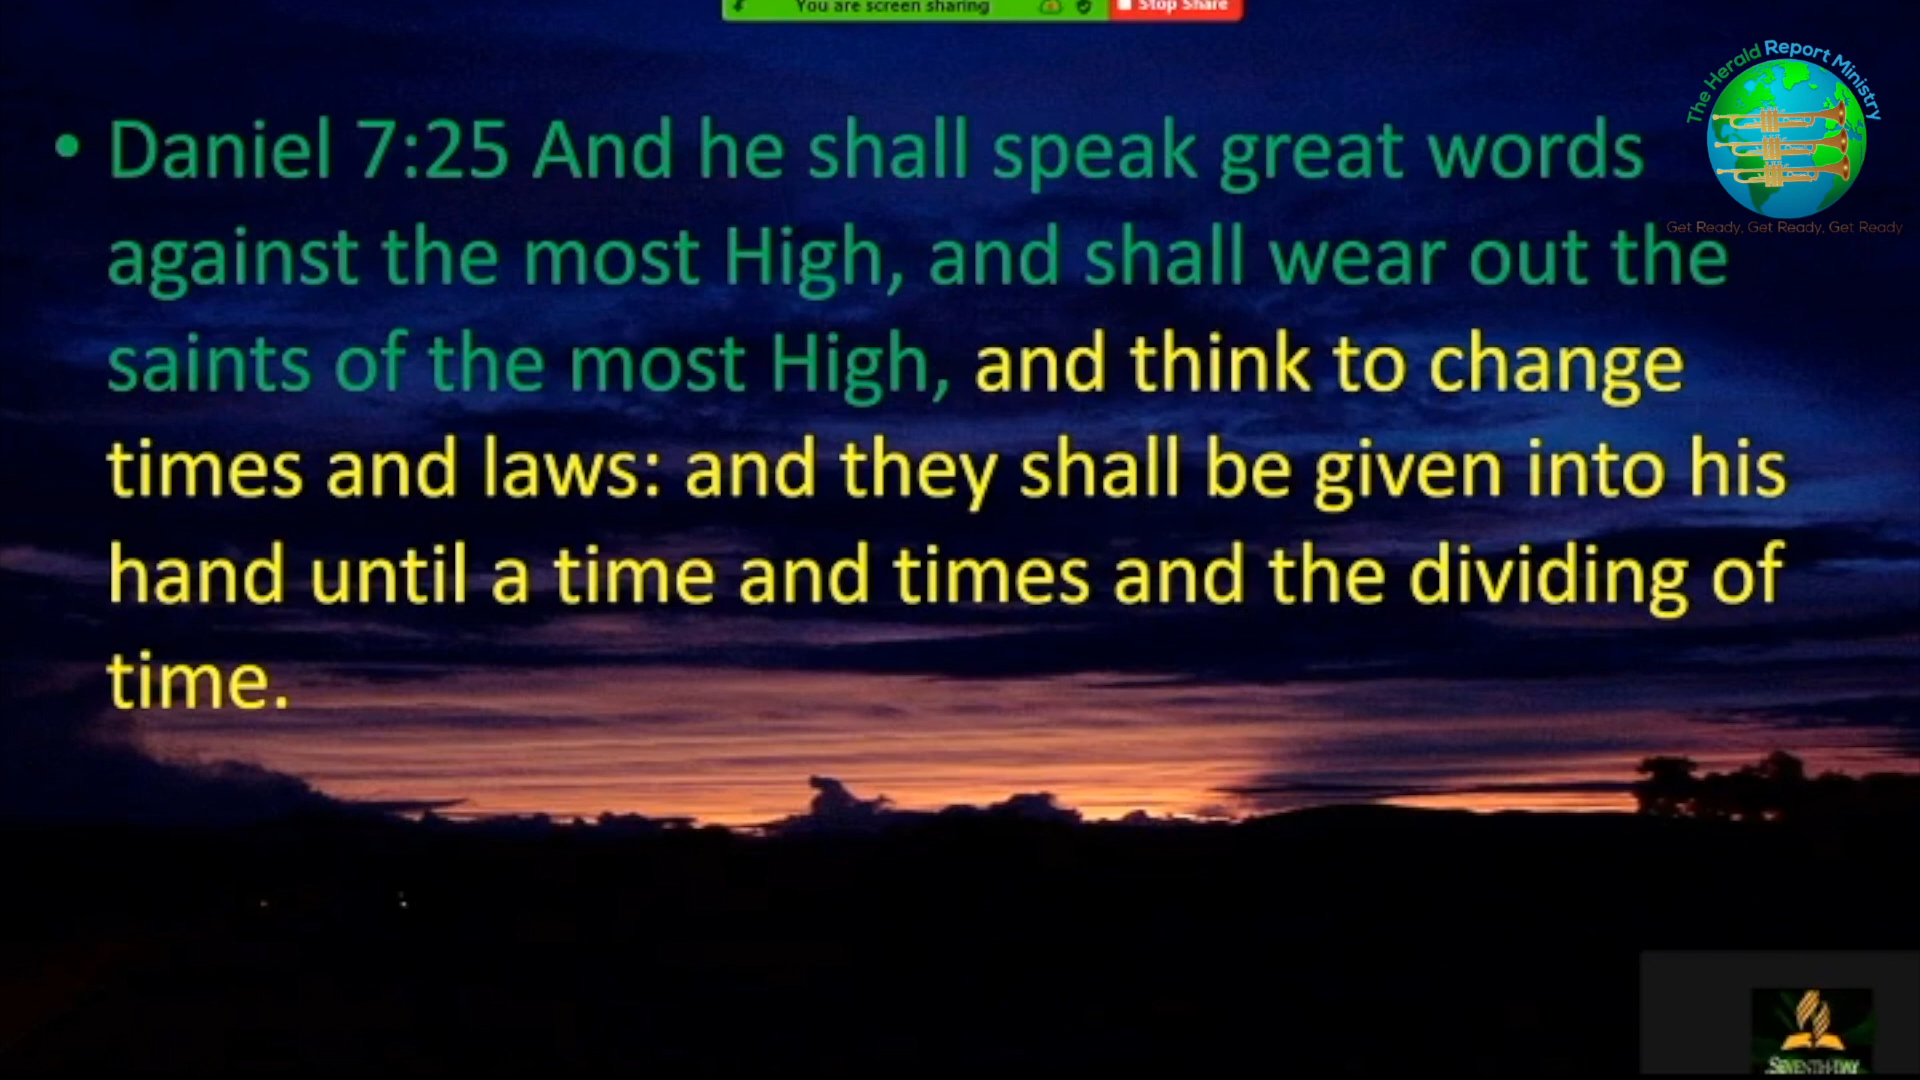 You are screen sharing
Stop Share
The Herald Report Ministry
• Daniel 7:25 And he shall speak great words
Get Ready, Get Ready, Get Ready
against the most High, and shall wear out the
saints of the most High, and think to change
times and laws: and they shall be given into his
hand until a time and times and the dividing of
time.
SEVENTH-DAY